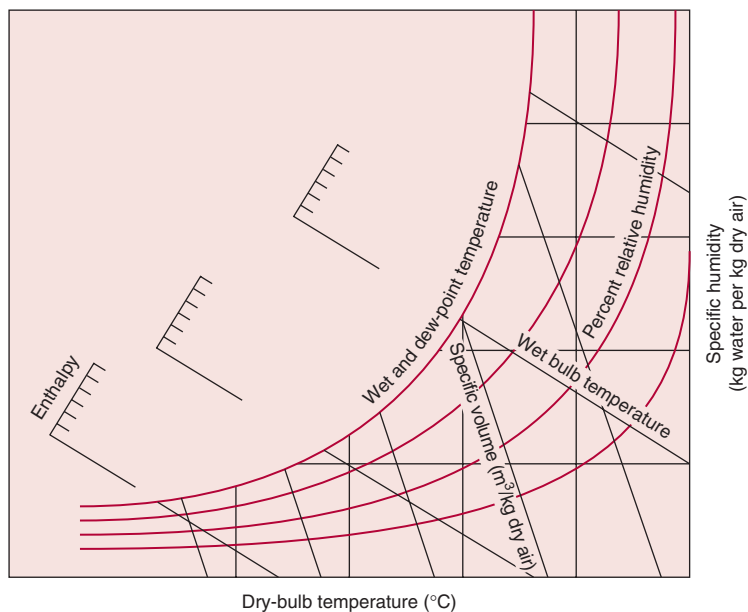 Enthalpy
Wet and dew-point temperature
Percent relative humidity
Wet bulb temperature
Specific volume (m³/kg dry air)
Specific humidity
(kg water per kg dry air)
Dry-bulb temperature (°C)